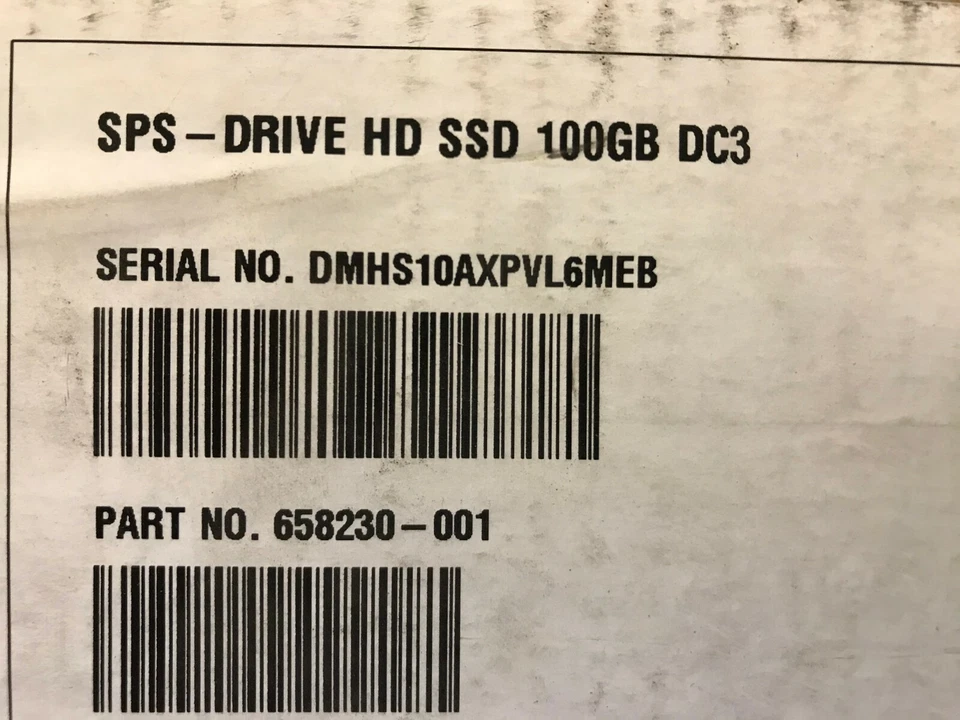 SPS-DRIVE HD SSD 100GB DC3
SERIAL NO. DMHS10AXPVL6MEB
PART NO. 658230-001